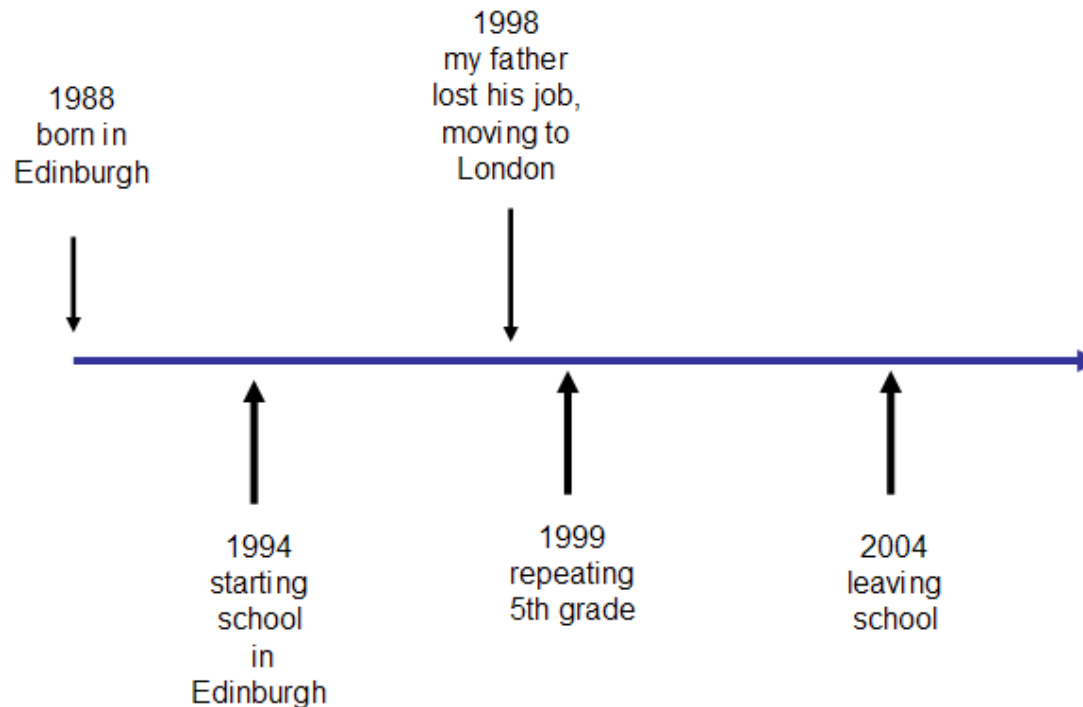 1988
born in
Edinburgh
1998
my father
lost his job,
moving to
London
1994
starting
school
in
Edinburgh
1999
repeating
5th grade
2004
leaving
school